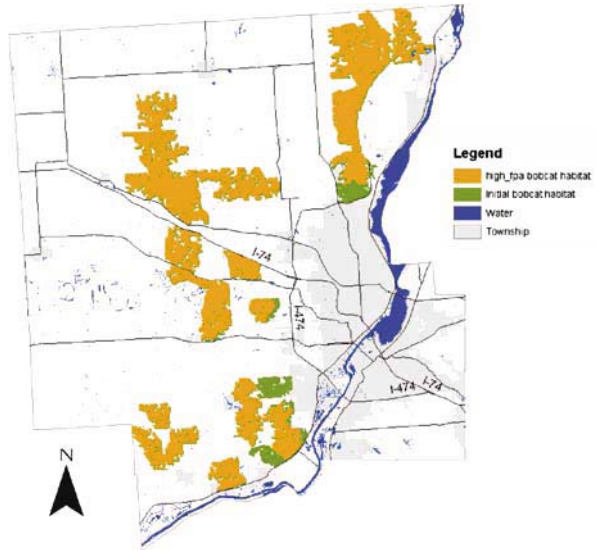 Legend
high_fpa bobcat habitat
Initial bobcat habitat
Water
Township
I-74
I-474
I-474
I-74
N